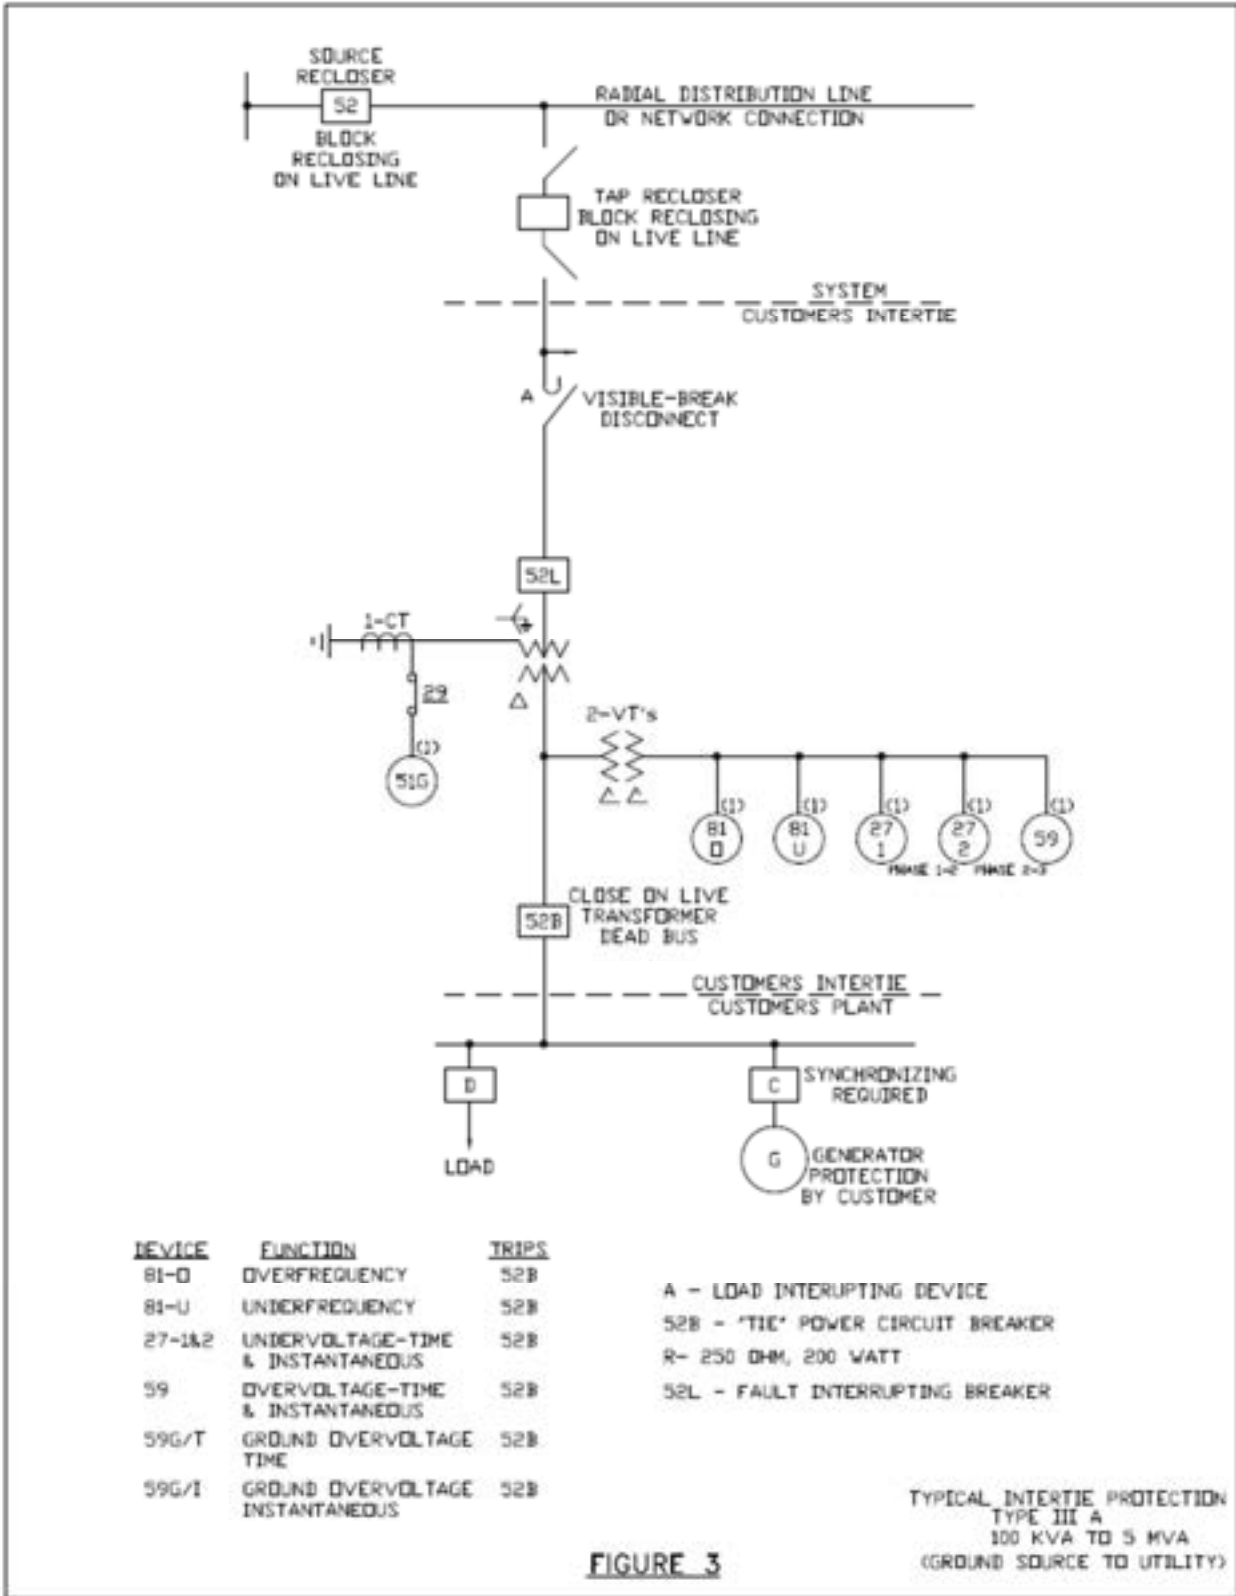 SOURCE
RECLOSER
52
BLOCK
RECLOSING
ON LIVE LINE
RADIAL DISTRIBUTION LINE
OR NETWORK CONNECTION
TAP RECLOSER
BLOCK RECLOSING
ON LIVE LINE
SYSTEM
CUSTOMERS INTERTIE
A
VISIBLE-BREAK
DISCONNECT
52L
1-CT
29
(1)
51G
2-VT's
(1) (1) (1) (1) (1)
81 81 27 27 59
O U 1 2
PHASE 1-2 PHASE 2-3
52B
CLOSE ON LIVE
TRANSFORMER
DEAD BUS
CUSTOMERS INTERTIE
CUSTOMERS PLANT
D
LOAD
C
SYNCHRONIZING
REQUIRED
G
GENERATOR
PROTECTION
BY CUSTOMER
DEVICE FUNCTION TRIPS
81-O OVERFREQUENCY 52B
81-U UNDERFREQUENCY 52B
27-1&2 UNDERVOLTAGE-TIME 52B
& INSTANTANEOUS
59 OVERVOLTAGE-TIME 52B
& INSTANTANEOUS
59G/T GROUND OVERVOLTAGE 52B
TIME
59G/I GROUND OVERVOLTAGE 52B
INSTANTANEOUS
A - LOAD INTERUPTING DEVICE
52B - "TIE" POWER CIRCUIT BREAKER
R- 250 OHM, 200 WATT
52L - FAULT INTERRUPTING BREAKER
TYPICAL INTERTIE PROTECTION
TYPE III A
100 KVA TO 5 MVA
(GROUND SOURCE TO UTILITY)
FIGURE 3